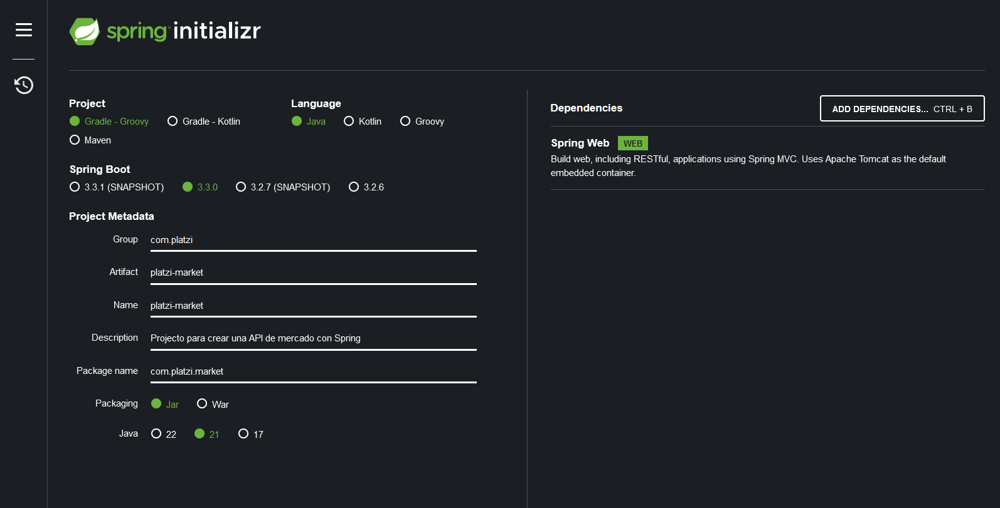 spring initializr
Project
Gradle - Groovy
Gradle - Kotlin
Maven
Language
Java
Kotlin
Groovy
Spring Boot
3.3.1 (SNAPSHOT)
3.3.0
3.2.7 (SNAPSHOT)
3.2.6
Project Metadata
Group
com.platzi
Artifact
platzi-market
Name
platzi-market
Description
Projecto para crear una API de mercado con Spring
Package name
com.platzi.market
Packaging
Jar
War
Java
22
21
17
Dependencies
ADD DEPENDENCIES... CTRL + B
Spring Web WEB
Build web, including RESTful, applications using Spring MVC. Uses Apache Tomcat as the default
embedded container.